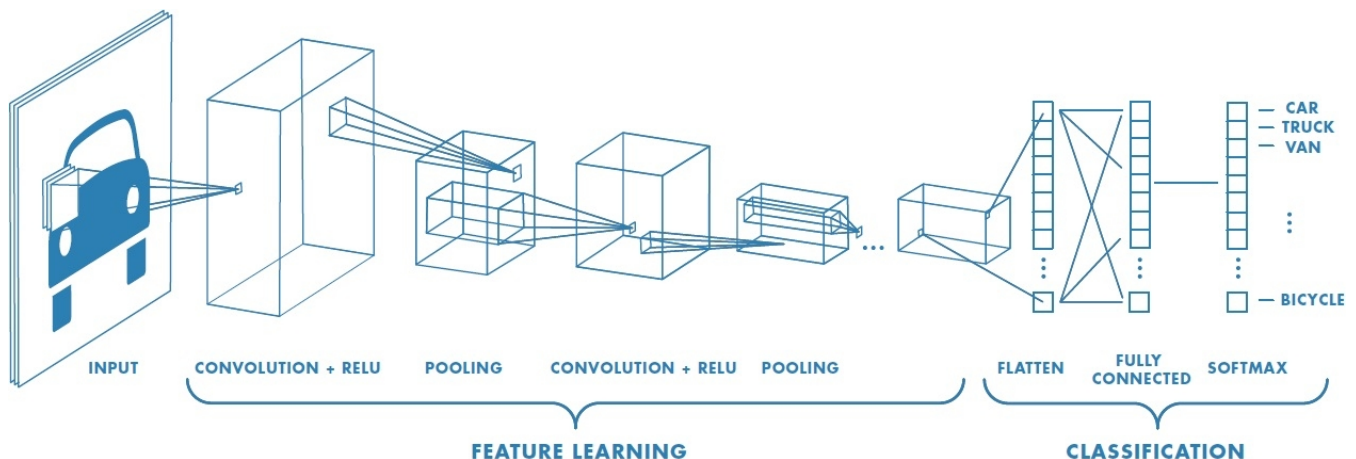 CAR
TRUCK
VAN
BICYCLE
INPUT
CONVOLUTION + RELU
POOLING
CONVOLUTION + RELU
POOLING
FLATTEN
FULLY
CONNECTED
SOFTMAX
FEATURE LEARNING
CLASSIFICATION